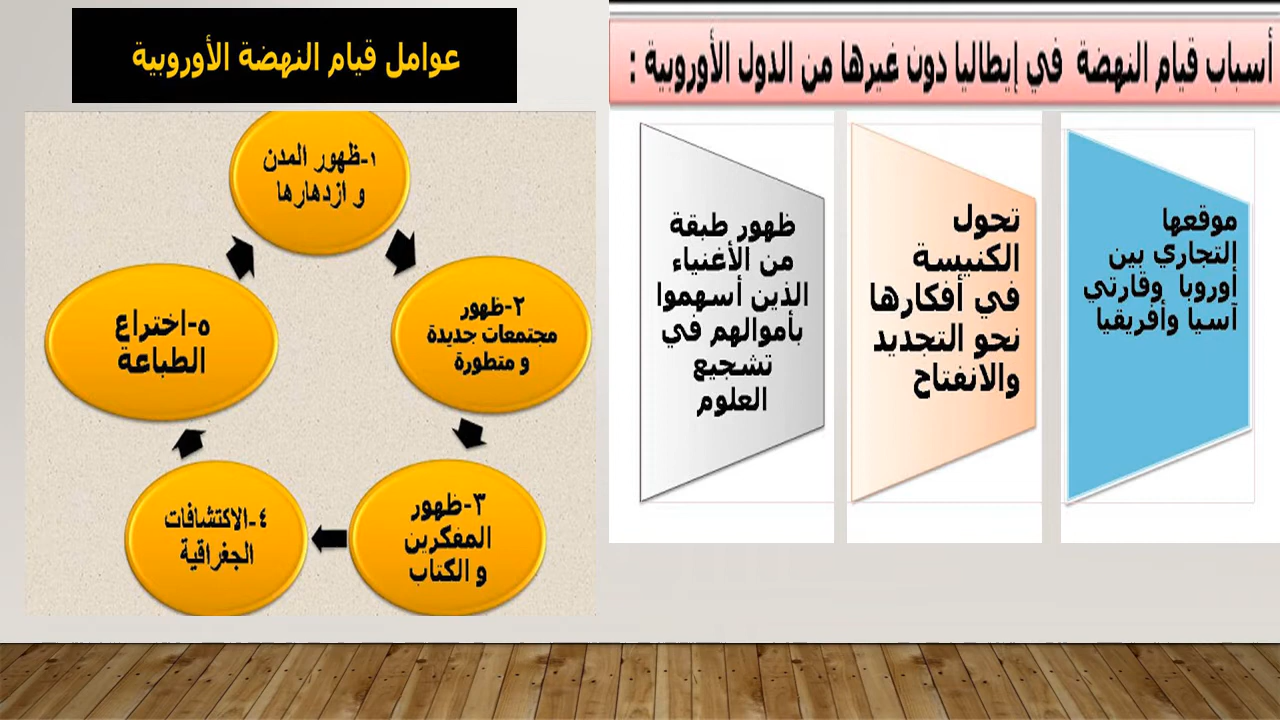 أسباب قيام النهضة في إيطاليا دون غيرها من الدول الأوروبية :
موقعها
التجاري بين
أوروبا وقارتي
آسيا وأفريقيا
تحول
الكنيسة
في أفكارها
نحو التجديد
والانفتاح
ظهور طبقة
من الأغنياء
الذين أسهموا
بأموالهم في
تشجيع
العلوم
عوامل قيام النهضة الأوروبية
١-ظهور المدن
و ازدهارها
٢-ظهور
مجتمعات جديدة
و متطورة
٣-ظهور
المفكرين
و الكتاب
٤-الاكتشافات
الجغراقية
٥-اختراع
الطباعة